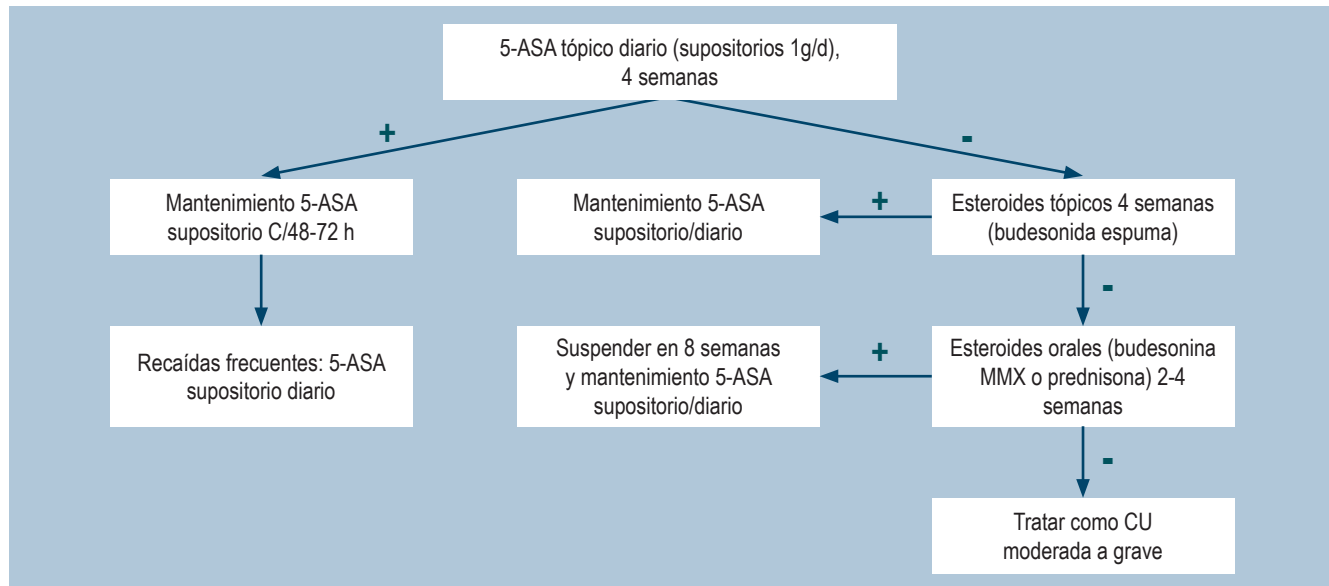 5-ASA tópico diario (supositorios 1g/d),
4 semanas
+
-
Mantenimiento 5-ASA
supositorio C/48-72 h
Mantenimiento 5-ASA
supositorio/diario
+
Esteroides tópicos 4 semanas
(budesonida espuma)
-
Recaídas frecuentes: 5-ASA
supositorio diario
Suspender en 8 semanas
y mantenimiento 5-ASA
supositorio/diario
+
Esteroides orales (budesonina
MMX o prednisona) 2-4
semanas
-
Tratar como CU
moderada a grave